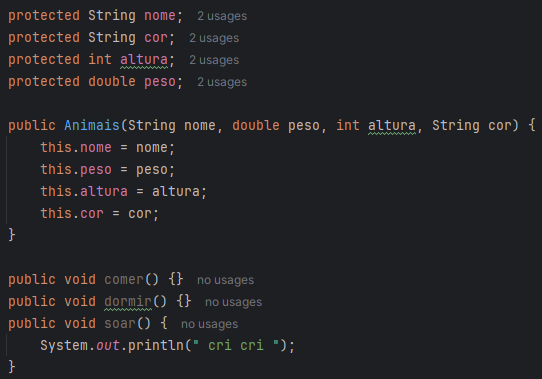 protected String nome; 2 usages
protected String cor; 2 usages
protected int altura; 2 usages
protected double peso; 2 usages
public Animais(String nome, double peso, int altura, String cor) {
this.nome = nome;
this.peso = peso;
this.altura = altura;
this.cor = cor;
}
public void comer() {} no usages
public void dormir() {} no usages
public void soar() { no usages
System.out.println(" cri cri ");
}